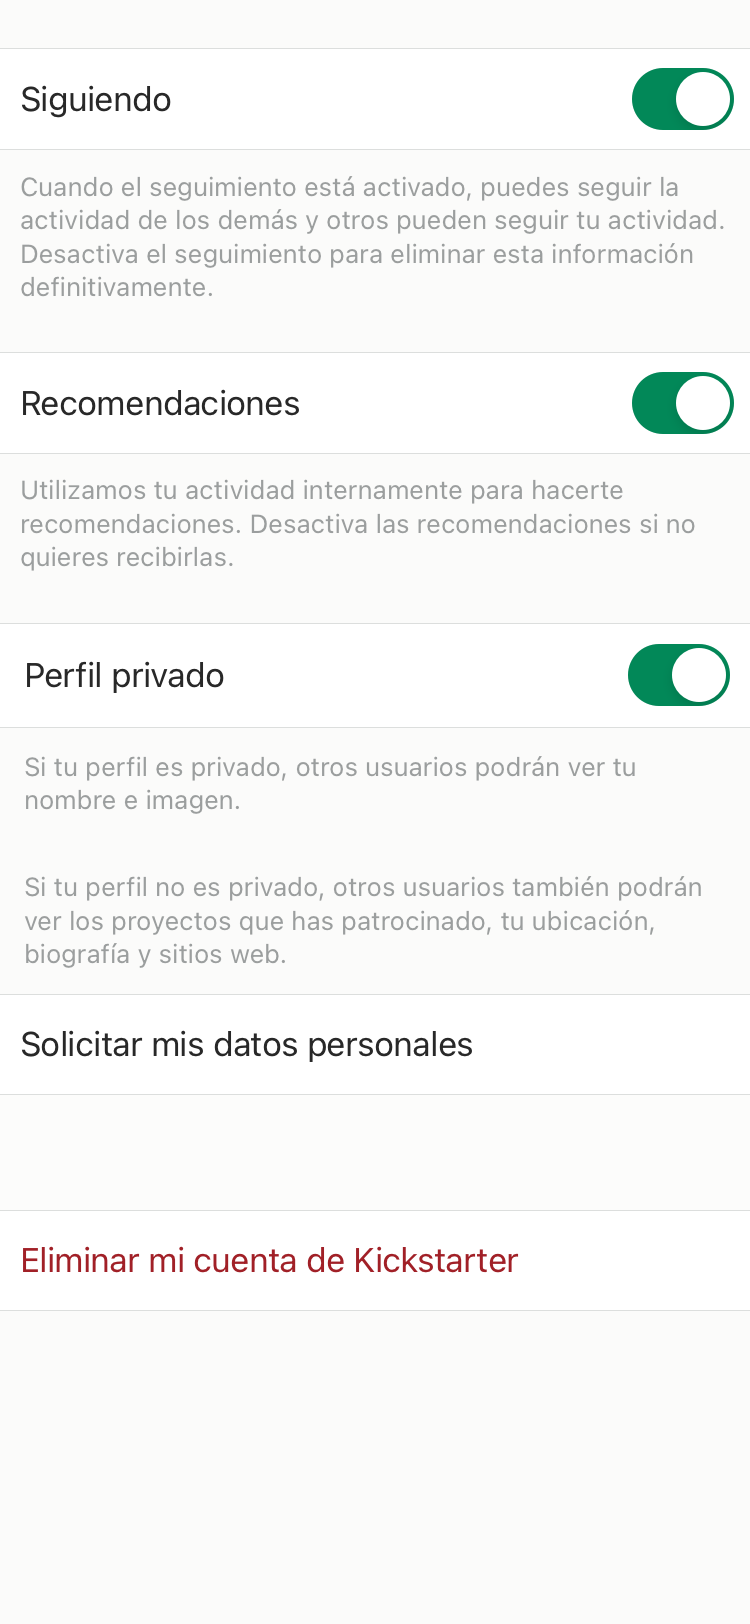 Siguiendo
Cuando el seguimiento está activado, puedes seguir la
actividad de los demás y otros pueden seguir tu actividad.
Desactiva el seguimiento para eliminar esta información
definitivamente.
Recomendaciones
Utilizamos tu actividad internamente para hacerte
recomendaciones. Desactiva las recomendaciones si no
quieres recibirlas.
Perfil privado
Si tu perfil es privado, otros usuarios podrán ver tu
nombre e imagen.
Si tu perfil no es privado, otros usuarios también podrán
ver los proyectos que has patrocinado, tu ubicación,
biografía y sitios web.
Solicitar mis datos personales
Eliminar mi cuenta de Kickstarter